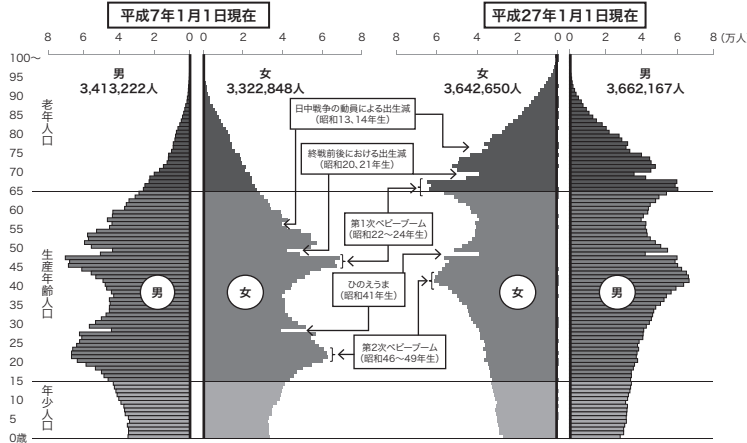 平成7年1月1日現在
平成27年1月1日現在
8 6 4 2 0 0 2 4 6 8
8 6 4 2 0 0 2 4 6 8 (万人
100〜
95
90
85
80
75
70
65
60
55
50
45
40
35
30
25
20
15
10
5
0歳
老年人口
生産年齢人口
年少人口
男
3,413,222人
女
3,322,848人
女
3,642,650人
男
3,662,167人
日中戦争の動員による出生減
(昭和13、14年生)
終戦前後における出生減
(昭和20、21年生)
第1次ベビーブーム
(昭和22〜24年生)
ひのえうま
(昭和41年生)
第2次ベビーブーム
(昭和46〜49年生)
男
女
女
男